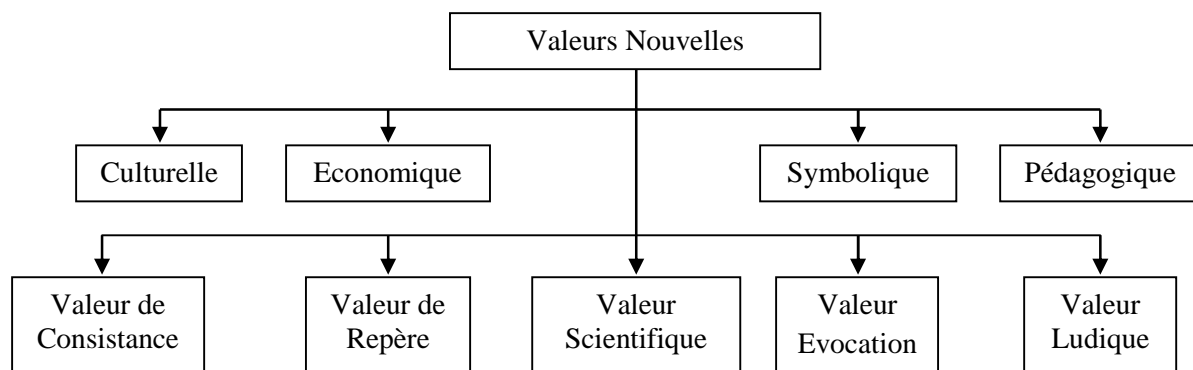 Valeurs Nouvelles
Culturelle
Economique
Symbolique
Pédagogique
Valeur de
Consistance
Valeur de
Repère
Valeur
Scientifique
Valeur
Evocation
Valeur
Ludique